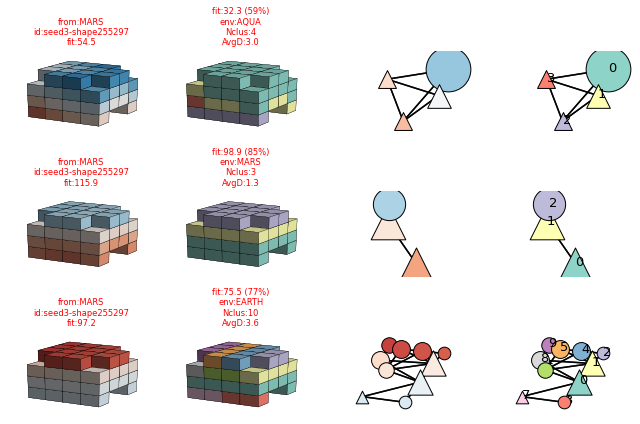 from:MARS
id:seed3-shape255297
fit:54.5
fit:32.3 (59%)
env:AQUA
Nclus:4
AvgD:3.0
0
3
1
2
from:MARS
id:seed3-shape255297
fit:115.9
fit:98.9 (85%)
env:MARS
Nclus:3
AvgD:1.3
2
1
0
from:MARS
id:seed3-shape255297
fit:97.2
fit:75.5 (77%)
env:EARTH
Nclus:10
AvgD:3.6
9
5
4
2
8
1
0
7